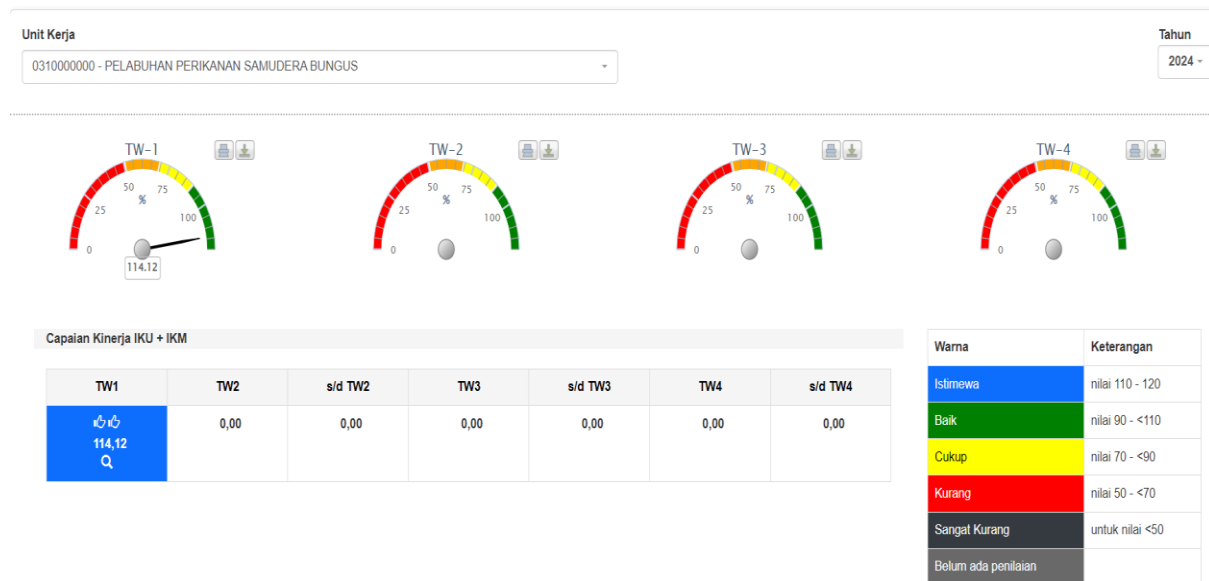 Unit Kerja
Tahun
0310000000 - PELABUHAN PERIKANAN SAMUDERA BUNGUS
2024
TW-1
TW-2
TW-3
TW-4
0 25 50 75 100
%
114.12
0 25 50 75 100
%
0 25 50 75 100
%
0 25 50 75 100
%
Capaian Kinerja IKU + IKM
TW1 TW2 s/d TW2 TW3 s/d TW3 TW4 s/d TW4
114,12 0,00 0,00 0,00 0,00 0,00 0,00
Warna Keterangan
Istimewa nilai 110 - 120
Baik nilai 90 - <110
Cukup nilai 70 - <90
Kurang nilai 50 - <70
Sangat Kurang untuk nilai <50
Belum ada penilaian